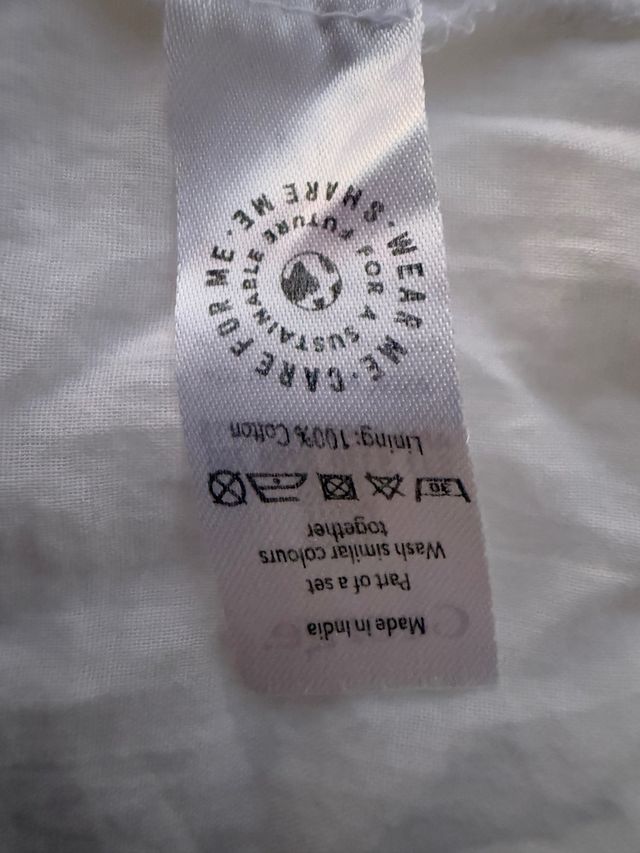 Made in India
Part of a set
Wash similar colours
together
30
Lining: 100% Cotton
WEAR ME · CARE FOR ME · SHARE ME ·
FOR A SUSTAINABLE FUTURE